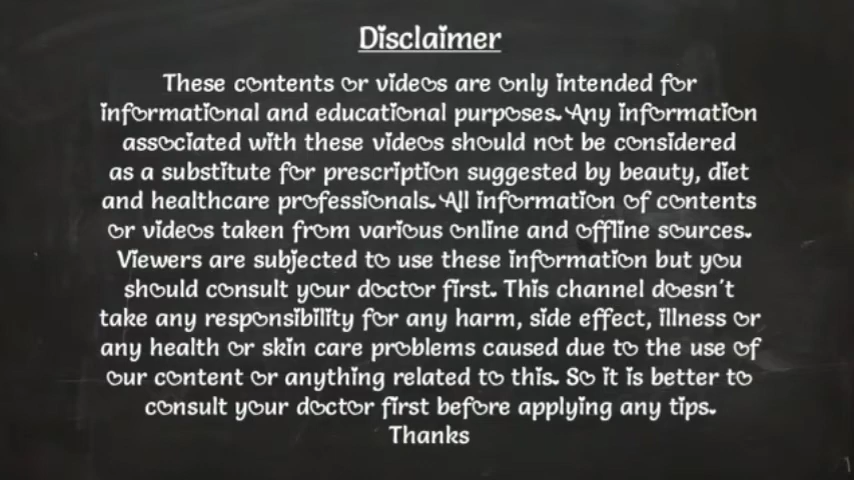 Disclaimer
These contents or videos are only intended for
informational and educational purposes. Any information
associated with these videos should not be considered
as a substitute for prescription suggested by beauty, diet
and healthcare professionals. All information of contents
or videos taken from various online and offline sources.
Viewers are subjected to use these information but you
should consult your doctor first. This channel doesn't
take any responsibility for any harm, side effect, illness or
any health or skin care problems caused due to the use of
our content or anything related to this. So it is better to
consult your doctor first before applying any tips.
Thanks